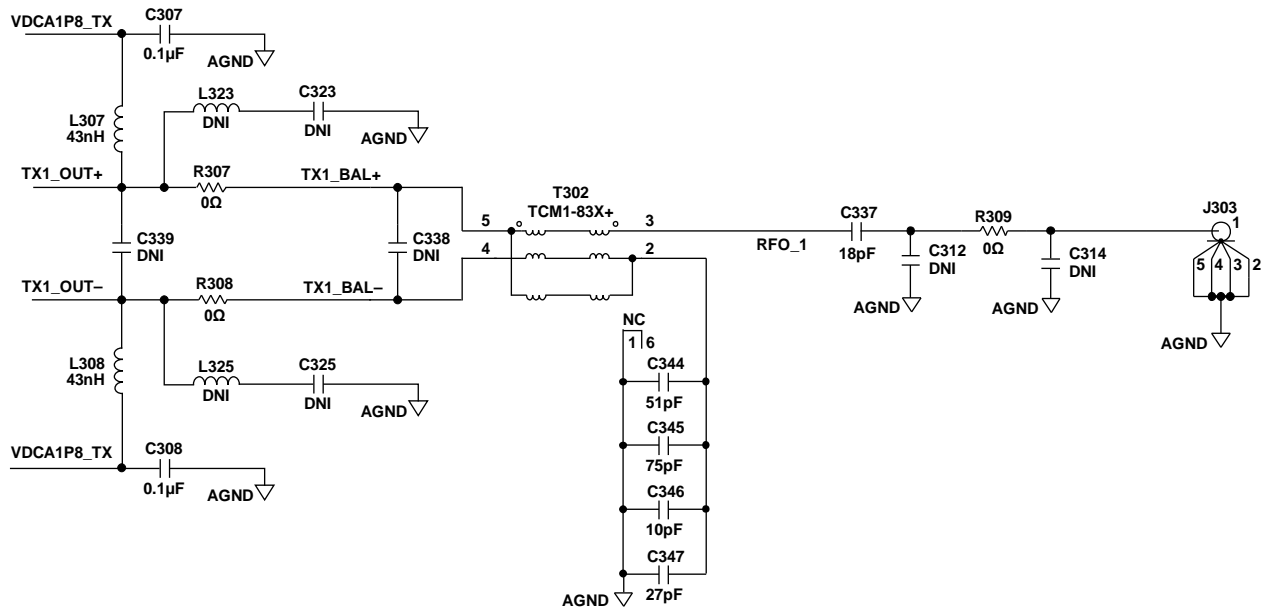 VDCA1P8_TX
C307
0.1µF
AGND
L307
43nH
L323
DNI
C323
DNI
AGND
TX1_OUT+
R307
0Ω
TX1_BAL+
C339
DNI
C338
DNI
TX1_OUT–
R308
0Ω
TX1_BAL–
L308
43nH
L325
DNI
C325
DNI
AGND
VDCA1P8_TX
C308
0.1µF
AGND
T302
TCM1-83X+
5
3
4
2
NC
1 6
C344
51pF
C345
75pF
C346
10pF
C347
27pF
AGND
RFO_1
C337
18pF
C312
DNI
AGND
R309
0Ω
C314
DNI
AGND
J303
1
5 4 3 2
AGND